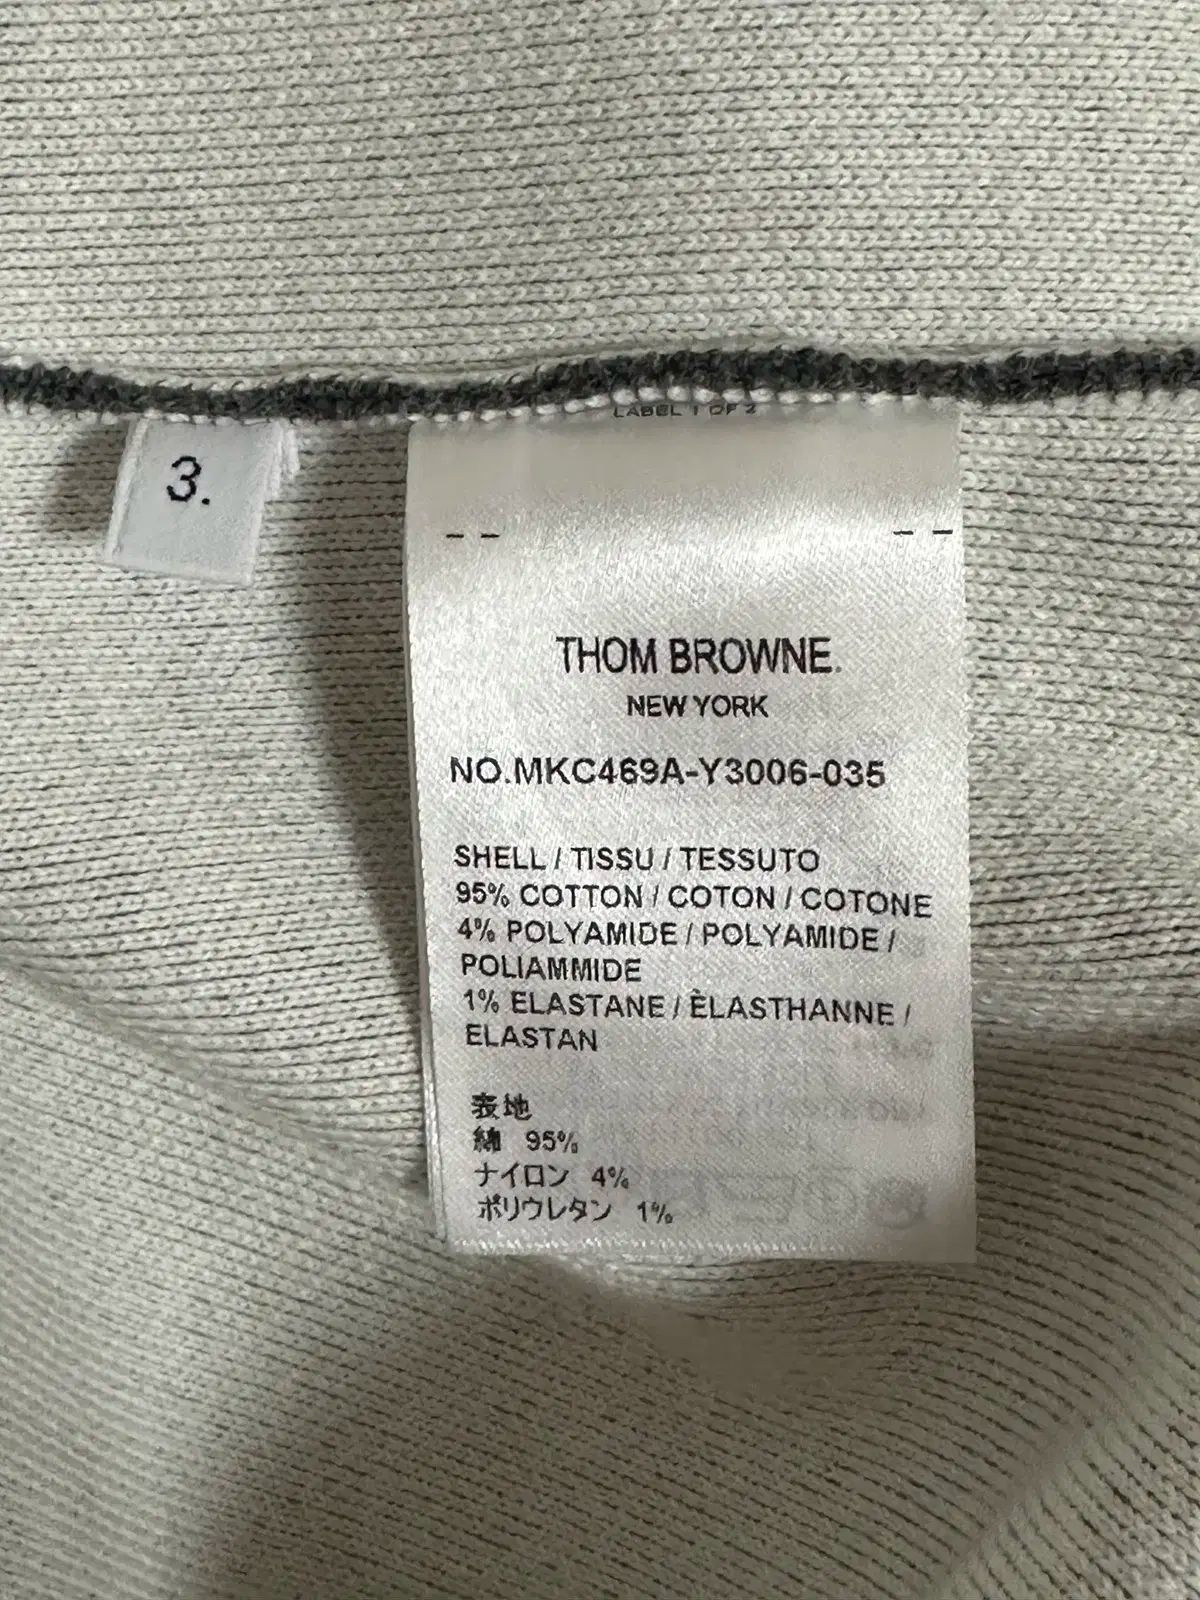 LABEL 1 OF 2
3.
-- --
THOM BROWNE.
NEW YORK
NO.MKC469A-Y3006-035
SHELL / TISSU / TESSUTO
95% COTTON / COTON / COTONE
4% POLYAMIDE / POLYAMIDE /
POLIAMMIDE
1% ELASTANE / ÈLASTHANNE /
ELASTAN
表地
綿 95%
ナイロン 4%
ポリウレタン 1%